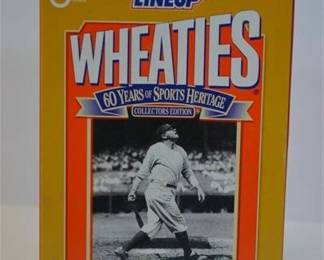 LINEUP
WHEATIES
60 YEARS OF SPORTS HERITAGE
COLLECTORS EDITION